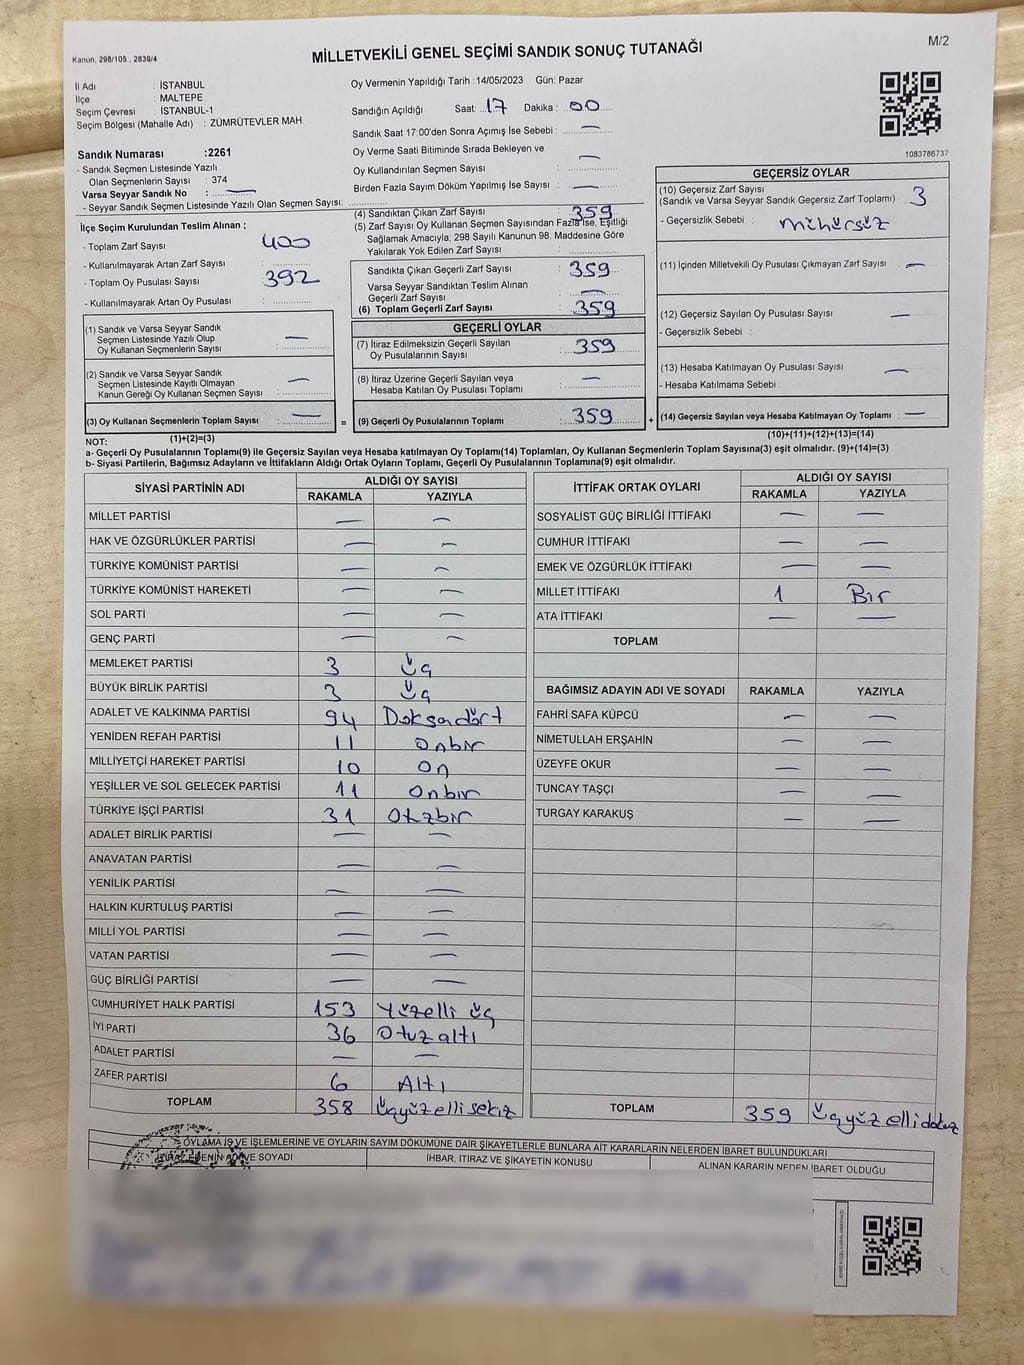 M/2
Kanun, 298/105 . 2839/4
MİLLETVEKİLİ GENEL SEÇİMİ SANDIK SONUÇ TUTANAĞI
İl Adı : İSTANBUL
İlçe : MALTEPE
Seçim Çevresi : İSTANBUL-1
Seçim Bölgesi (Mahalle Adı) : ZÜMRÜTEVLER MAH.
Oy Vermenin Yapıldığı Tarih : 14/05/2023 Gün: Pazar
Sandığın Açıldığı Saat: 17 Dakika : 00
Sandık Saat 17:00'den Sonra Açımış İse Sebebi : —
Oy Verme Saati Bitiminde Sırada Bekleyen ve
Oy Kullandırılan Seçmen Sayısı : —
Birden Fazla Sayım Döküm Yapılmış İse Sayısı : —
Sandık Numarası :2261
- Sandık Seçmen Listesinde Yazılı
Olan Seçmenlerin Sayısı : 374
Varsa Seyyar Sandık No : —
- Seyyar Sandık Seçmen Listesinde Yazılı Olan Seçmen Sayısı:
1083786737
İlçe Seçim Kurulundan Teslim Alınan :
- Toplam Zarf Sayısı : 400
- Kullanılmayarak Artan Zarf Sayısı :
- Toplam Oy Pusulası Sayısı : 392
- Kullanılmayarak Artan Oy Pusulası :
(1) Sandık ve Varsa Seyyar Sandık
Seçmen Listesinde Yazılı Olup
Oy Kullanan Seçmenlerin Sayısı : —
(2) Sandık ve Varsa Seyyar Sandık
Seçmen Listesinde Kayıtlı Olmayan
Kanun Gereği Oy Kullanan Seçmen Sayısı : —
(3) Oy Kullanan Seçmenlerin Toplam Sayısı : —
(1)+(2)=(3)
(4) Sandıktan Çıkan Zarf Sayısı : 359
(5) Zarf Sayısı Oy Kullanan Seçmen Sayısından Fazla İse, Eşitliği
Sağlamak Amacıyla, 298 Sayılı Kanunun 98. Maddesine Göre
Yakılarak Yok Edilen Zarf Sayısı :
Sandıkta Çıkan Geçerli Zarf Sayısı : 359
Varsa Seyyar Sandıktan Teslim Alınan
Geçerli Zarf Sayısı : —
(6) Toplam Geçerli Zarf Sayısı : 359
GEÇERLİ OYLAR
(7) İtiraz Edilmeksizin Geçerli Sayılan
Oy Pusulalarının Sayısı : 359
(8) İtiraz Üzerine Geçerli Sayılan veya
Hesaba Katılan Oy Pusulası Toplamı : —
= (9) Geçerli Oy Pusulalarının Toplamı : 359 +
GEÇERSİZ OYLAR
(10) Geçersiz Zarf Sayısı
(Sandık ve Varsa Seyyar Sandık Geçersiz Zarf Toplamı) : 3
- Geçersizlik Sebebi : mühürsüz
(11) İçinden Milletvekili Oy Pusulası Çıkmayan Zarf Sayısı : —
(12) Geçersiz Sayılan Oy Pusulası Sayısı : —
- Geçersizlik Sebebi :
(13) Hesaba Katılmayan Oy Pusulası Sayısı : —
- Hesaba Katılmama Sebebi :
(14) Geçersiz Sayılan veya Hesaba Katılmayan Oy Toplamı : —
(10)+(11)+(12)+(13)=(14)
NOT:
a- Geçerli Oy Pusulalarının Toplamı(9) ile Geçersiz Sayılan veya Hesaba katılmayan Oy Toplamı(14) Toplamları, Oy Kullanan Seçmenlerin Toplam Sayısına(3) eşit olmalıdır. (9)+(14)=(3)
b- Siyasi Partilerin, Bağımsız Adayların ve İttifakların Aldığı Ortak Oyların Toplamı, Geçerli Oy Pusulalarının Toplamına(9) eşit olmalıdır.
SİYASİ PARTİNİN ADI ALDIĞI OY SAYISI
RAKAMLA YAZIYLA
MİLLET PARTİSİ — —
HAK VE ÖZGÜRLÜKLER PARTİSİ — —
TÜRKİYE KOMÜNİST PARTİSİ — —
TÜRKİYE KOMÜNİST HAREKETİ — —
SOL PARTİ — —
GENÇ PARTİ — —
MEMLEKET PARTİSİ 3 üç
BÜYÜK BİRLİK PARTİSİ 3 üç
ADALET VE KALKINMA PARTİSİ 94 Doksadört
YENİDEN REFAH PARTİSİ 11 onbir
MİLLİYETÇİ HAREKET PARTİSİ 10 on
YEŞİLLER VE SOL GELECEK PARTİSİ 11 onbir
TÜRKİYE İŞÇİ PARTİSİ 31 Otzbir
ADALET BİRLİK PARTİSİ — —
ANAVATAN PARTİSİ — —
YENİLİK PARTİSİ — —
HALKIN KURTULUŞ PARTİSİ — —
MİLLİ YOL PARTİSİ — —
VATAN PARTİSİ — —
GÜÇ BİRLİĞİ PARTİSİ — —
CUMHURİYET HALK PARTİSİ 153 Yüzelli üç
İYİ PARTİ 36 Otuz altı
ADALET PARTİSİ — —
ZAFER PARTİSİ 6 Altı
TOPLAM 358 üçyüz elli sekiz
İTTİFAK ORTAK OYLARI ALDIĞI OY SAYISI
RAKAMLA YAZIYLA
SOSYALİST GÜÇ BİRLİĞİ İTTİFAKI — —
CUMHUR İTTİFAKI — —
EMEK VE ÖZGÜRLÜK İTTİFAKI — —
MİLLET İTTİFAKI 1 Bir
ATA İTTİFAKI — —
TOPLAM
BAĞIMSIZ ADAYIN ADI VE SOYADI RAKAMLA YAZIYLA
FAHRİ SAFA KÜPCÜ — —
NİMETULLAH ERŞAHİN — —
ÜZEYFE OKUR — —
TUNCAY TAŞÇI — —
TURGAY KARAKUŞ — —
TOPLAM 359 üçyüz elli dokuz
OYLAMA İŞ VE İŞLEMLERİNE VE OYLARIN SAYIM DÖKÜMÜNE DAİR ŞİKAYETLERLE BUNLARA AİT KARARLARIN NELERDEN İBARET BULUNDUKLARI
İTİRAZ EDENİN ADI VE SOYADI İHBAR, İTİRAZ VE ŞİKAYETİN KONUSU ALINAN KARARIN NEDEN İBARET OLDUĞU